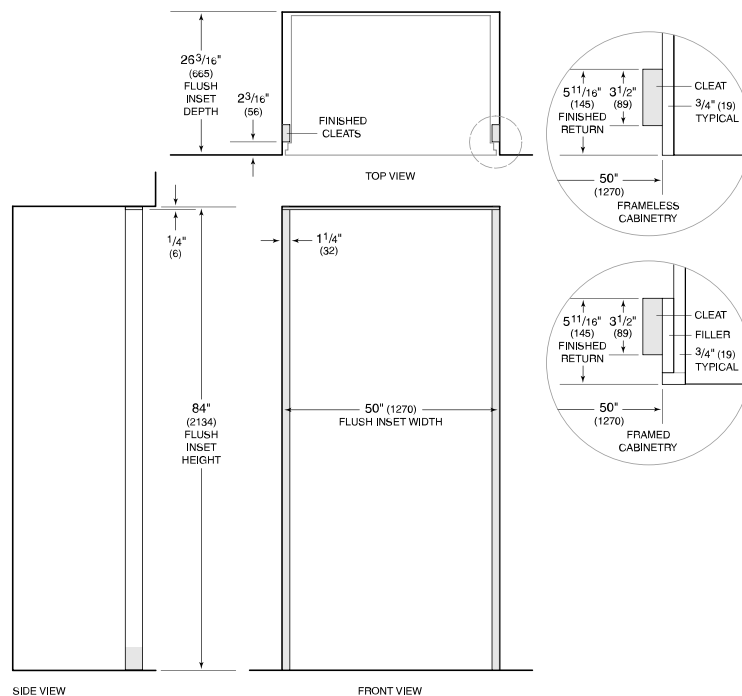 26 3/16"
(665)
FLUSH
INSET
DEPTH
2 3/16"
(56)
FINISHED
CLEATS
TOP VIEW
5 11/16"
(145)
FINISHED
RETURN
3 1/2"
(89)
CLEAT
3/4" (19)
TYPICAL
50"
(1270)
FRAMELESS
CABINETRY
1/4"
(6)
1 1/4"
(32)
5 11/16"
(145)
FINISHED
RETURN
3 1/2"
(89)
CLEAT
FILLER
3/4" (19)
TYPICAL
50"
(1270)
FRAMED
CABINETRY
84"
(2134)
FLUSH
INSET
HEIGHT
50" (1270)
FLUSH INSET WIDTH
SIDE VIEW
FRONT VIEW